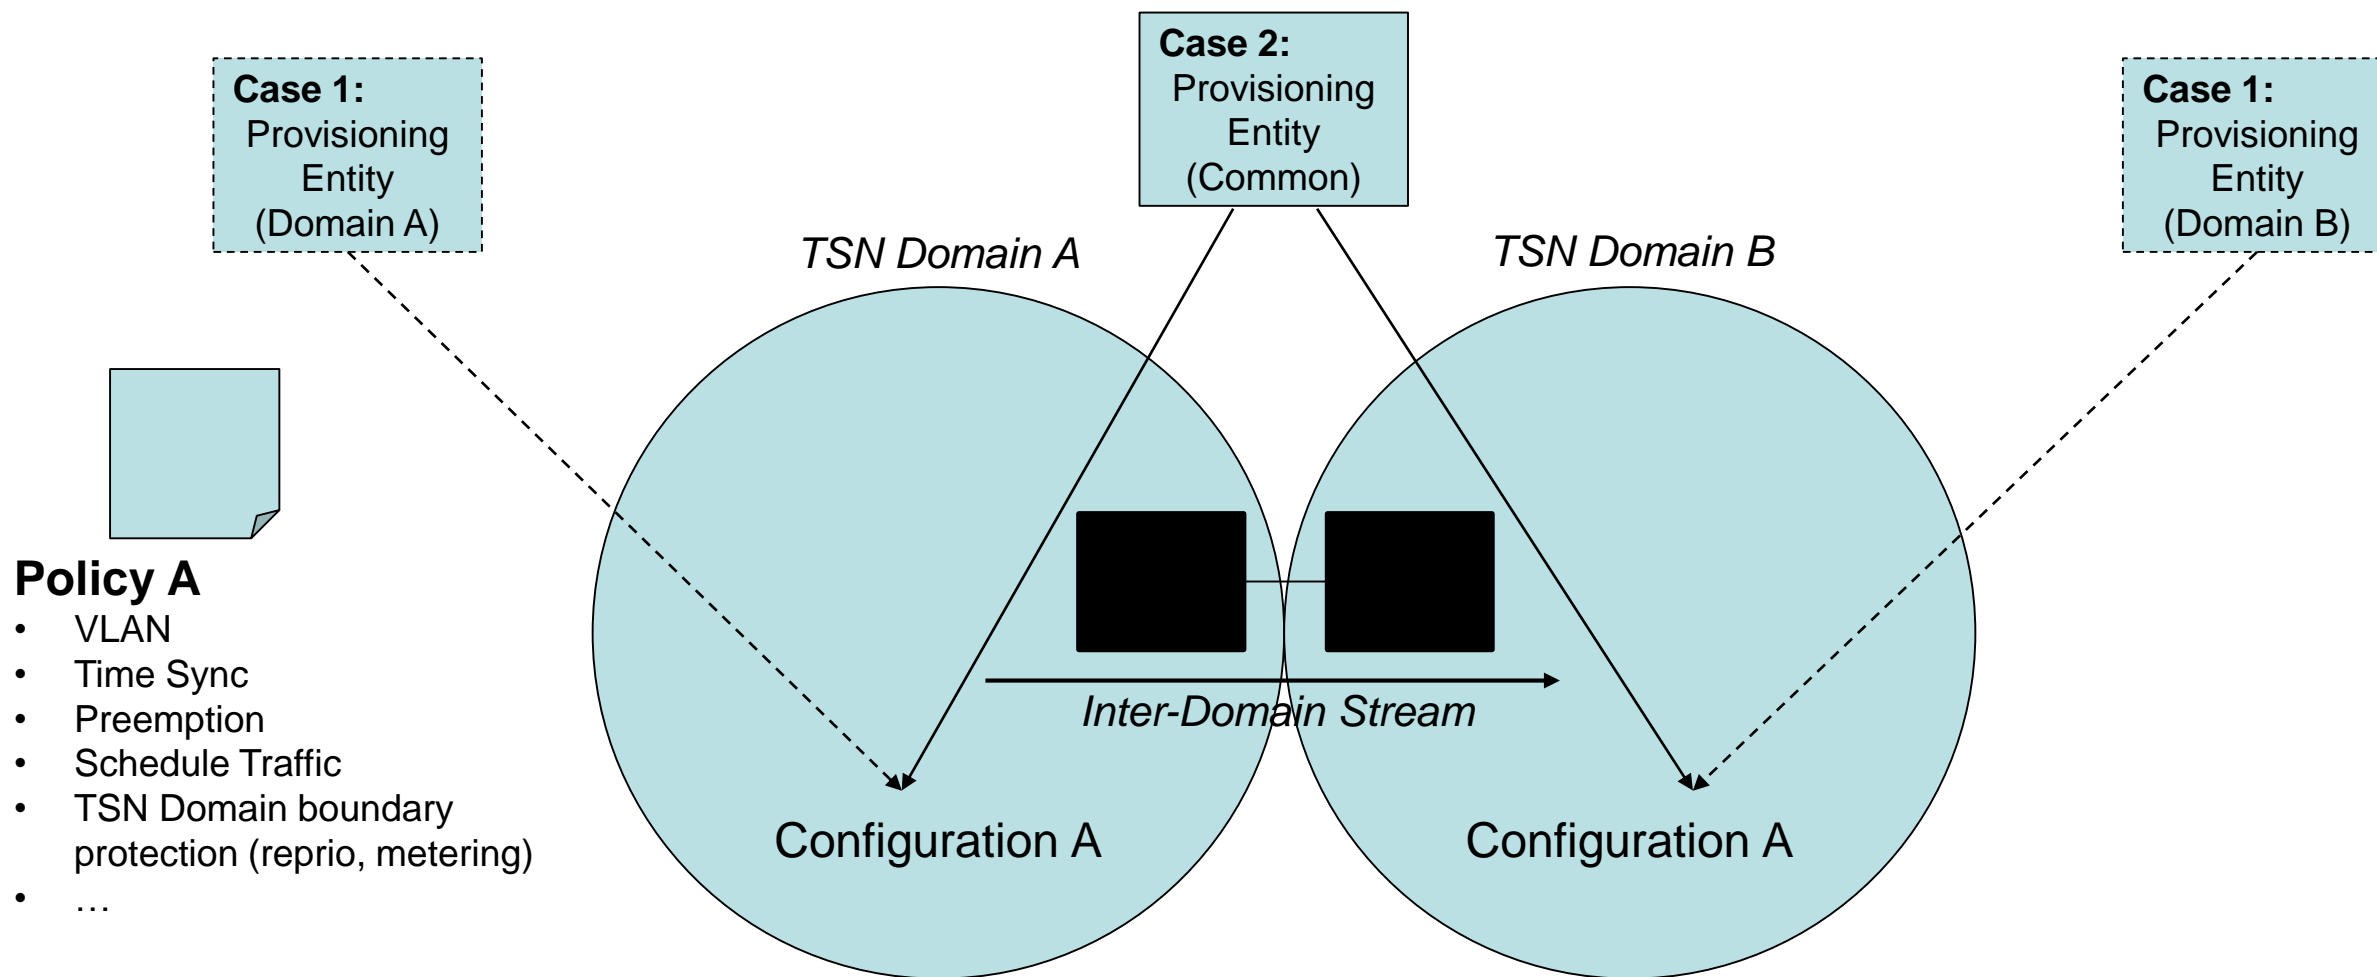 Case 1:
Provisioning
Entity
(Domain A)
Case 2:
Provisioning
Entity
(Common)
Case 1:
Provisioning
Entity
(Domain B)
TSN Domain A
TSN Domain B
Policy A
• VLAN
• Time Sync
• Preemption
• Schedule Traffic
• TSN Domain boundary
protection (reprio, metering)
• …
Inter-Domain Stream
Configuration A
Configuration A